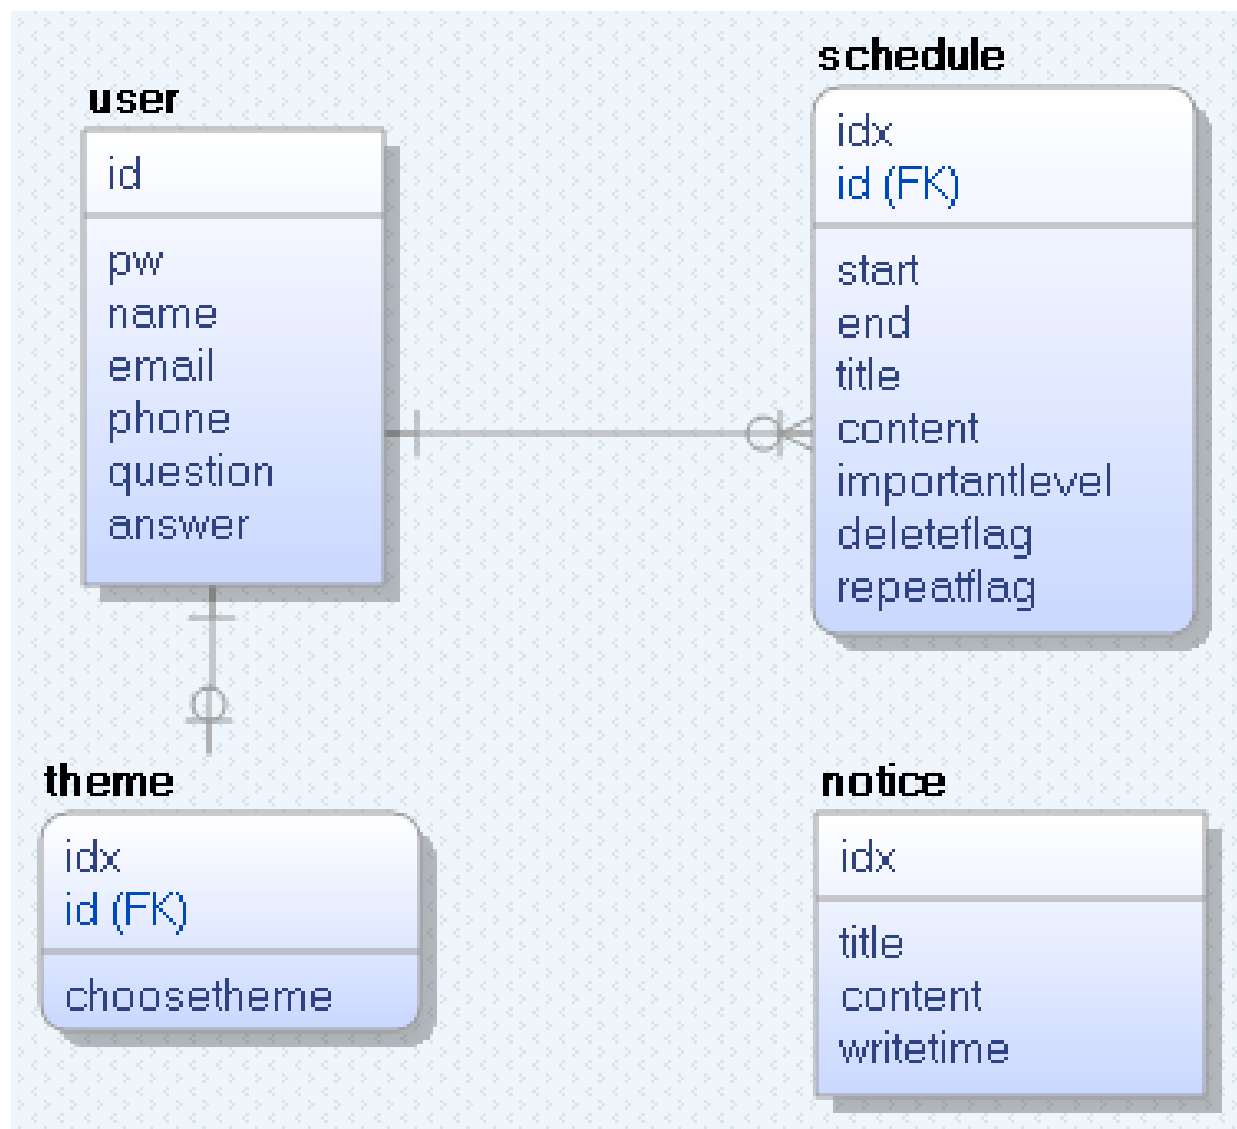 user
id
pw
name
email
phone
question
answer
schedule
idx
id (FK)
start
end
title
content
importantlevel
deleteflag
repeatflag
theme
idx
id (FK)
choosetheme
notice
idx
title
content
writetime